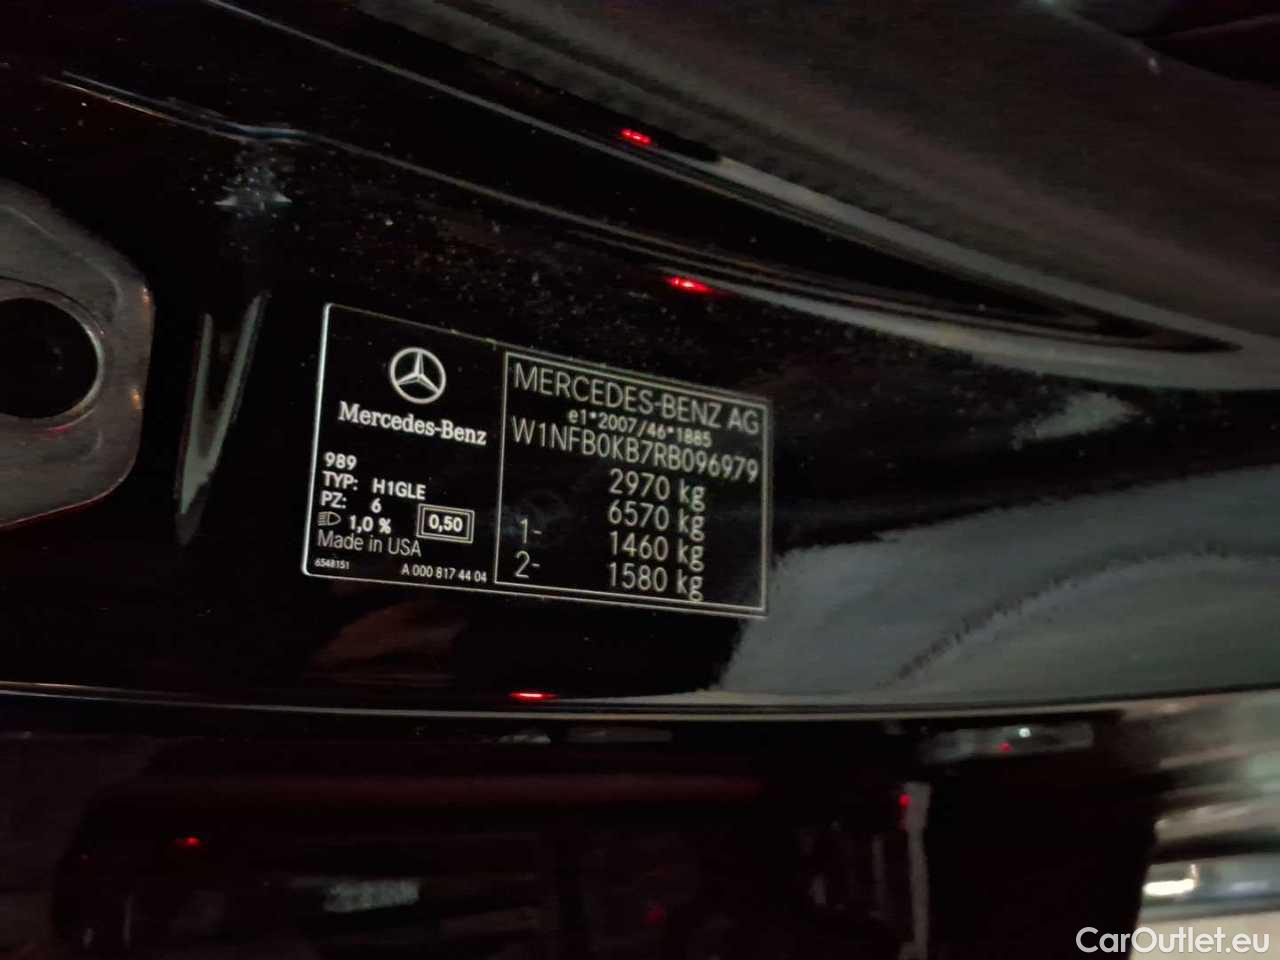 Mercedes-Benz
989
TYP: H1GLE
PZ: 6
1,0 % 0,50
Made in USA
6548151 A 000 817 44 04
MERCEDES-BENZ AG
e1*2007/46*1885
W1NFB0KB7RB096979
2970 kg
6570 kg
1- 1460 kg
2- 1580 kg
CarOutlet.eu